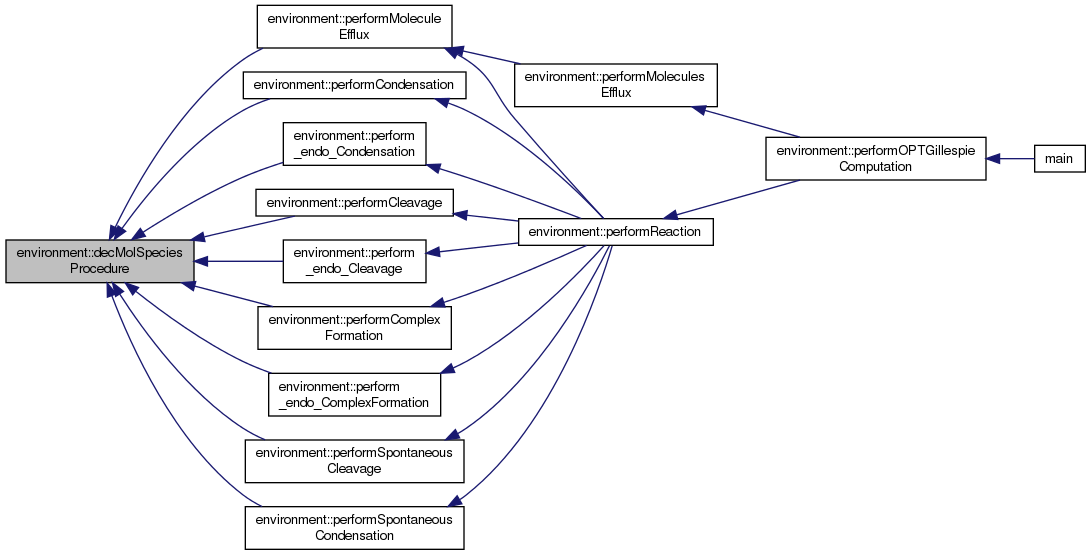 environment::performMolecule
Efflux
environment::performMolecules
Efflux
environment::performCondensation
environment::perform
_endo_Condensation
environment::performOPTGillespie
Computation
main
environment::performCleavage
environment::performReaction
environment::decMolSpecies
Procedure
environment::perform
_endo_Cleavage
environment::performComplex
Formation
environment::perform
_endo_ComplexFormation
environment::performSpontaneous
Cleavage
environment::performSpontaneous
Condensation